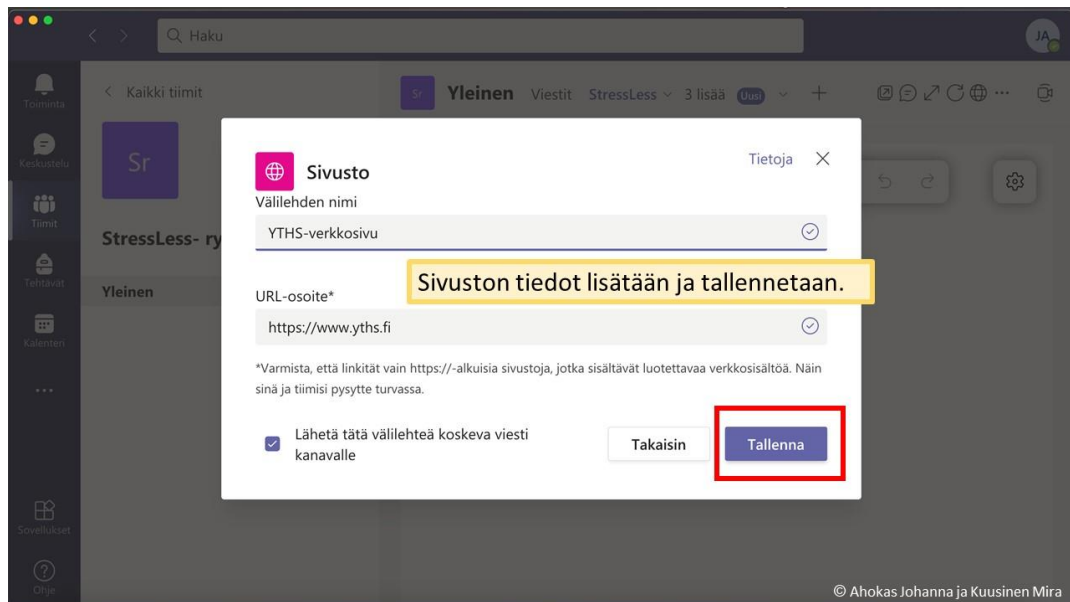 Haku
JA
Toiminta
Keskustelu
Tiimit
Tehtävät
Kalenteri
Sovellukset
Ohje
Kaikki tiimit
Sr
StressLess- ry
Yleinen
Sr Yleinen Viestit StressLess 3 lisää Uusi
Sivusto
Tietoja
Välilehden nimi
YTHS-verkkosivu
Sivuston tiedot lisätään ja tallennetaan.
URL-osoite*
https://www.yths.fi
*Varmista, että linkität vain https://-alkuisia sivustoja, jotka sisältävät luotettavaa verkkosisältöä. Näin
sinä ja tiimisi pysytte turvassa.
Lähetä tätä välilehteä koskeva viesti
kanavalle
Takaisin
Tallenna
© Ahokas Johanna ja Kuusinen Mira